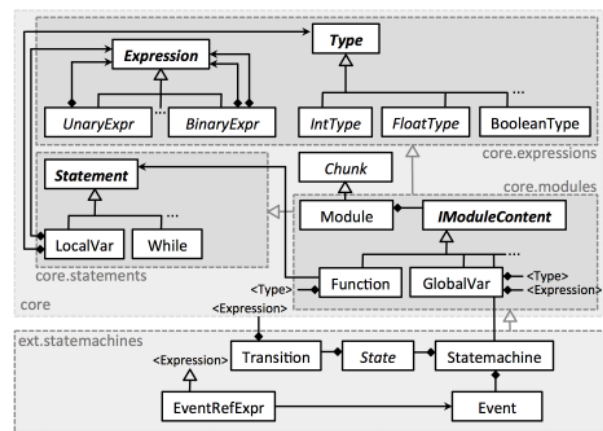 Type
Expression
...
...
UnaryExpr
BinaryExpr
IntType
FloatType
BooleanType
core.expressions
Statement
...
LocalVar
While
core.statements
Chunk
core.modules
Module
IModuleContent
...
Function
GlobalVar
<Type>
<Expression>
<Type>
<Expression>
core
ext.statemachines
<Expression>
Transition
State
Statemachine
EventRefExpr
Event